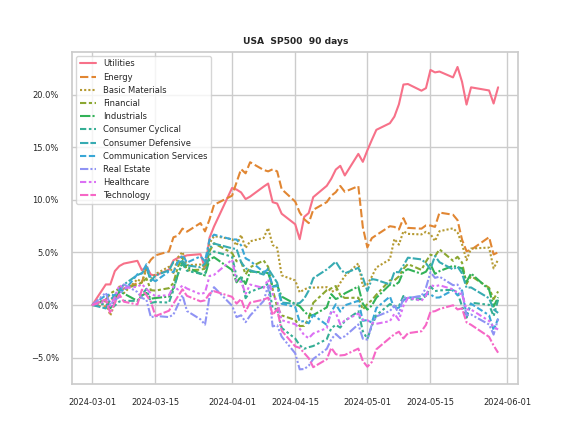 USA  SP500  90 days
Utilities
Energy
Basic Materials
Financial
Industrials
Consumer Cyclical
Consumer Defensive
Communication Services
Real Estate
Healthcare
Technology
20.0%
15.0%
10.0%
5.0%
0.0%
−5.0%
2024-03-01 2024-03-15 2024-04-01 2024-04-15 2024-05-01 2024-05-15 2024-06-01